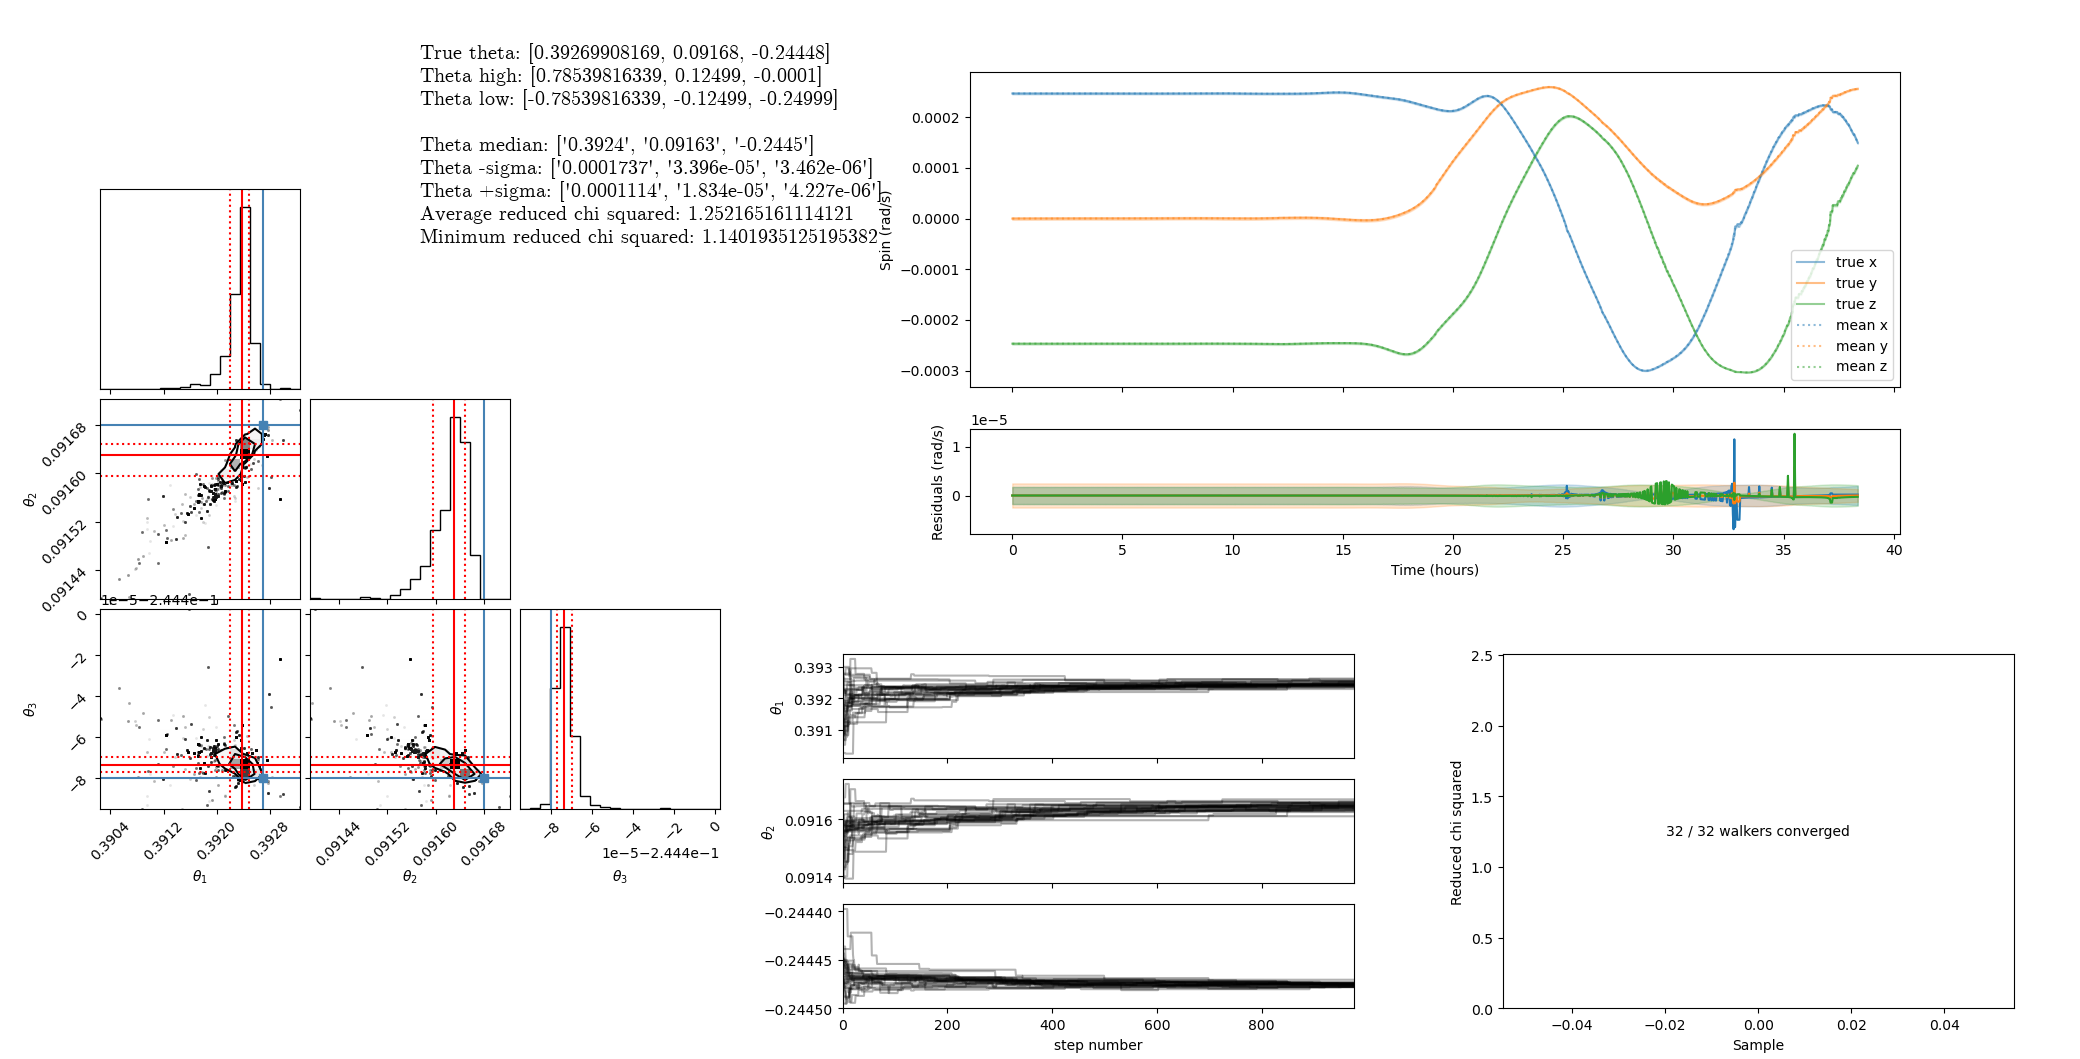 True theta: [0.39269908169, 0.09168, -0.24448]
Theta high: [0.78539816339, 0.12499, -0.0001]
Theta low: [-0.78539816339, -0.12499, -0.24999]
Theta median: ['0.3924', '0.09163', '-0.2445']
Theta -sigma: ['0.0001737', '3.396e-05', '3.462e-06']
Theta +sigma: ['0.0001114', '1.834e-05', '4.227e-06']
Average reduced chi squared: 1.252165161114121
Minimum reduced chi squared: 1.1401935125195382
Spin (rad/s)
0.0002
0.0001
0.0000
−0.0001
−0.0002
−0.0003
true x
true y
true z
mean x
mean y
mean z
1e−5
Residuals (rad/s)
1
0
0 5 10 15 20 25 30 35 40
Time (hours)
θ2
0.09168
0.09160
0.09152
0.09144
1e−5−2.444e−1
θ3
0
−2
−4
−6
−8
0.3904 0.3912 0.3920 0.3928
θ1
0.09144 0.09152 0.09160 0.09168
θ2
−8 −6 −4 −2 0
1e−5−2.444e−1
θ3
θ1
0.393
0.392
0.391
θ2
0.0916
0.0914
−0.24440
−0.24445
−0.24450
0 200 400 600 800
step number
Reduced chi squared
2.5
2.0
1.5
1.0
0.5
0.0
32 / 32 walkers converged
−0.04 −0.02 0.00 0.02 0.04
Sample